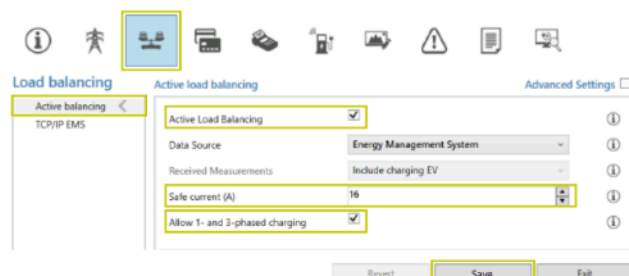 Load balancing
Active load balancing
Advanced Settings
Active balancing
TCP/IP EMS
Active Load Balancing
Data Source
Energy Management System
Received Measurements
Include charging EV
Safe current (A)
16
Allow 1- and 3-phased charging
Revert
Save
Exit